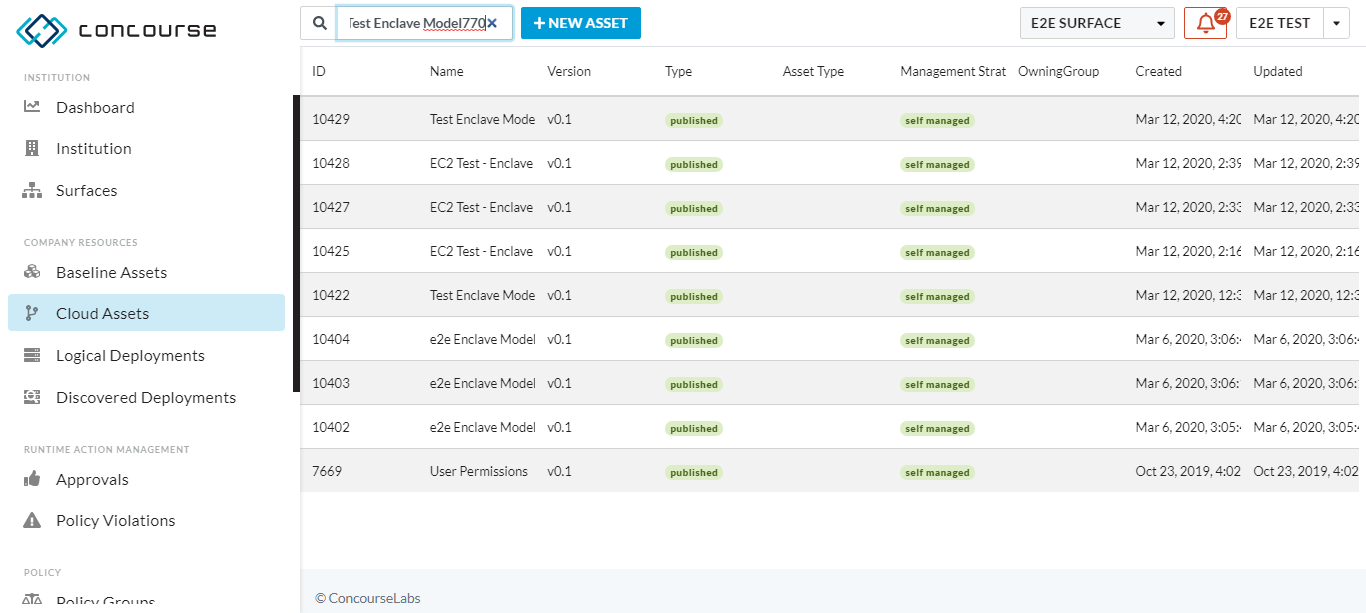 concourse
Test Enclave Model770
NEW ASSET
E2E SURFACE
27
E2E TEST
INSTITUTION
Dashboard
Institution
Surfaces
COMPANY RESOURCES
Baseline Assets
Cloud Assets
Logical Deployments
Discovered Deployments
RUNTIME ACTION MANAGEMENT
Approvals
Policy Violations
POLICY
Policy Groups
ID Name Version Type Asset Type Management Strat OwningGroup Created Updated
10429 Test Enclave Mode v0.1 published self managed Mar 12, 2020, 4:20 Mar 12, 2020, 4:20
10428 EC2 Test - Enclave v0.1 published self managed Mar 12, 2020, 2:39 Mar 12, 2020, 2:39
10427 EC2 Test - Enclave v0.1 published self managed Mar 12, 2020, 2:33 Mar 12, 2020, 2:33
10425 EC2 Test - Enclave v0.1 published self managed Mar 12, 2020, 2:16 Mar 12, 2020, 2:16
10422 Test Enclave Mode v0.1 published self managed Mar 12, 2020, 12:3 Mar 12, 2020, 12:3
10404 e2e Enclave Model v0.1 published self managed Mar 6, 2020, 3:06: Mar 6, 2020, 3:06:
10403 e2e Enclave Model v0.1 published self managed Mar 6, 2020, 3:06: Mar 6, 2020, 3:06:
10402 e2e Enclave Model v0.1 published self managed Mar 6, 2020, 3:05: Mar 6, 2020, 3:05:
7669 User Permissions v0.1 published self managed Oct 23, 2019, 4:02 Oct 23, 2019, 4:02
© ConcourseLabs